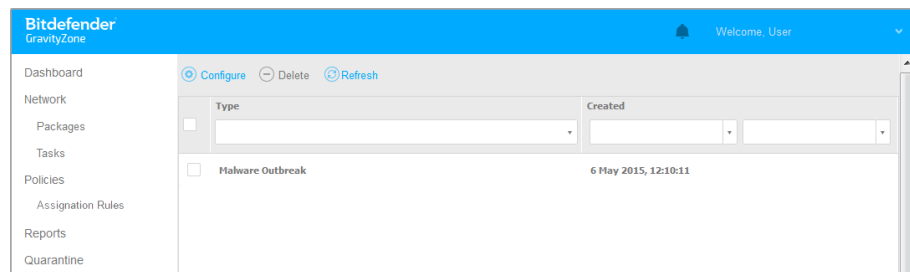 Bitdefender
GravityZone
Welcome, User
Dashboard
Network
Packages
Tasks
Policies
Assignation Rules
Reports
Quarantine
Configure Delete Refresh
Type Created
Malware Outbreak 6 May 2015, 12:10:11